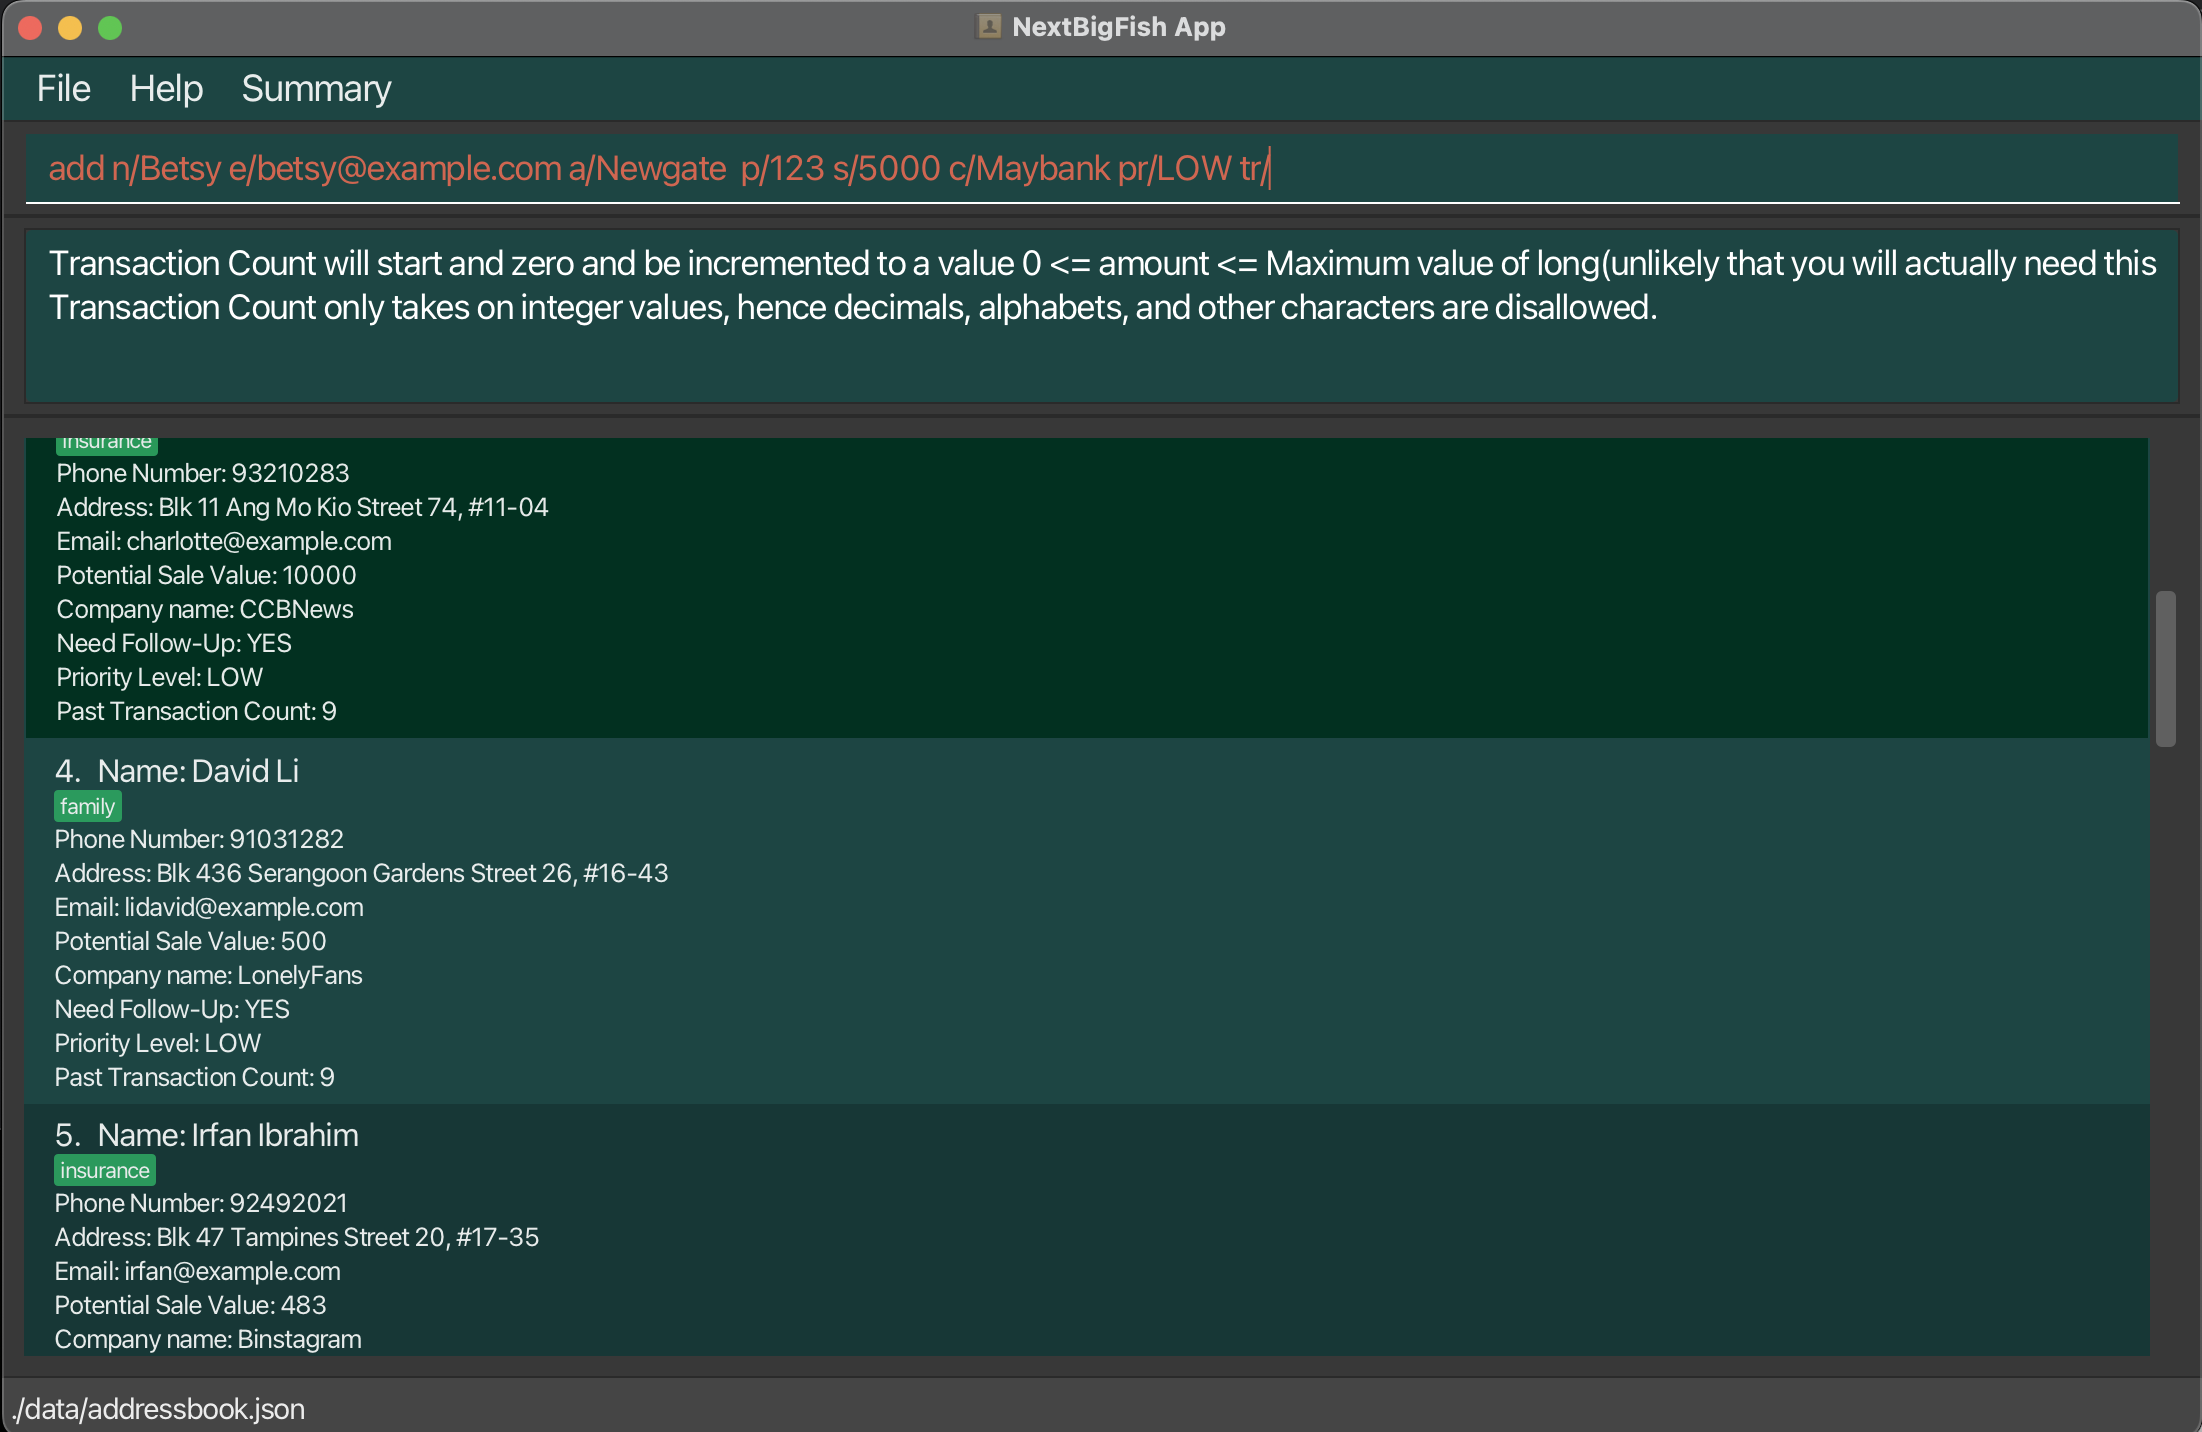 NextBigFish App
File Help Summary
add n/Betsy e/betsy@example.com a/Newgate  p/123 s/5000 c/Maybank pr/LOW tr/
Transaction Count will start and zero and be incremented to a value 0 <= amount <= Maximum value of long(unlikely that you will actually need this
Transaction Count only takes on integer values, hence decimals, alphabets, and other characters are disallowed.
insurance
Phone Number: 93210283
Address: Blk 11 Ang Mo Kio Street 74, #11-04
Email: charlotte@example.com
Potential Sale Value: 10000
Company name: CCBNews
Need Follow-Up: YES
Priority Level: LOW
Past Transaction Count: 9
4. Name: David Li
family
Phone Number: 91031282
Address: Blk 436 Serangoon Gardens Street 26, #16-43
Email: lidavid@example.com
Potential Sale Value: 500
Company name: LonelyFans
Need Follow-Up: YES
Priority Level: LOW
Past Transaction Count: 9
5. Name: Irfan Ibrahim
insurance
Phone Number: 92492021
Address: Blk 47 Tampines Street 20, #17-35
Email: irfan@example.com
Potential Sale Value: 483
Company name: Binstagram
./data/addressbook.json